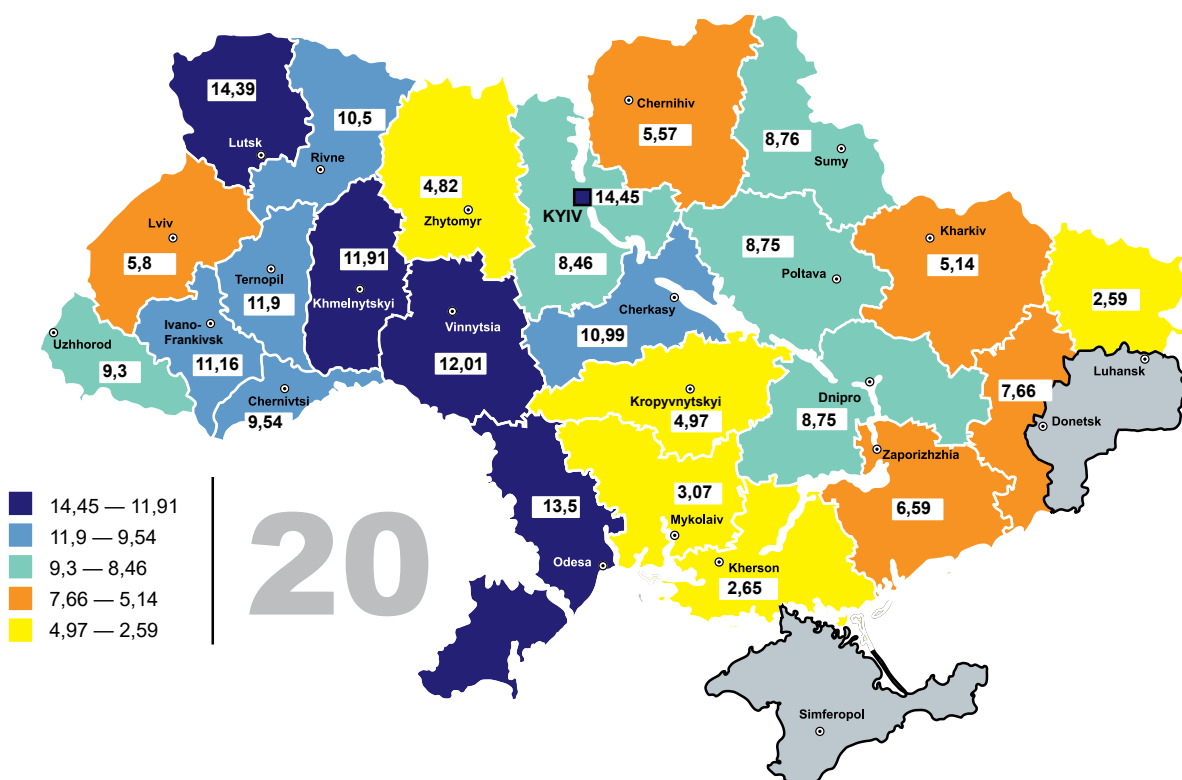 14,39
Lutsk
10,5
Rivne
4,82
Zhytomyr
Chernihiv
5,57
8,76
Sumy
14,45
KYIV
8,46
Lviv
5,8
Ternopil
11,9
11,91
Khmelnytskyi
Vinnytsia
12,01
Cherkasy
10,99
8,75
Poltava
Kharkiv
5,14
2,59
Luhansk
Uzhhorod
9,3
Ivano-
Frankivsk
11,16
Chernivtsi
9,54
Kropyvnytskyi
4,97
Dnipro
8,75
7,66
Donetsk
Zaporizhzhia
6,59
13,5
Odesa
3,07
Mykolaiv
Kherson
2,65
Simferopol
14,45 — 11,91
11,9 — 9,54
9,3 — 8,46
7,66 — 5,14
4,97 — 2,59
20